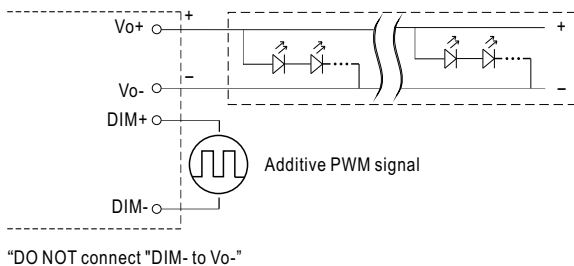 Vo+
+
+
Vo-
–
–
DIM+
Additive PWM signal
DIM-
“DO NOT connect "DIM- to Vo-”